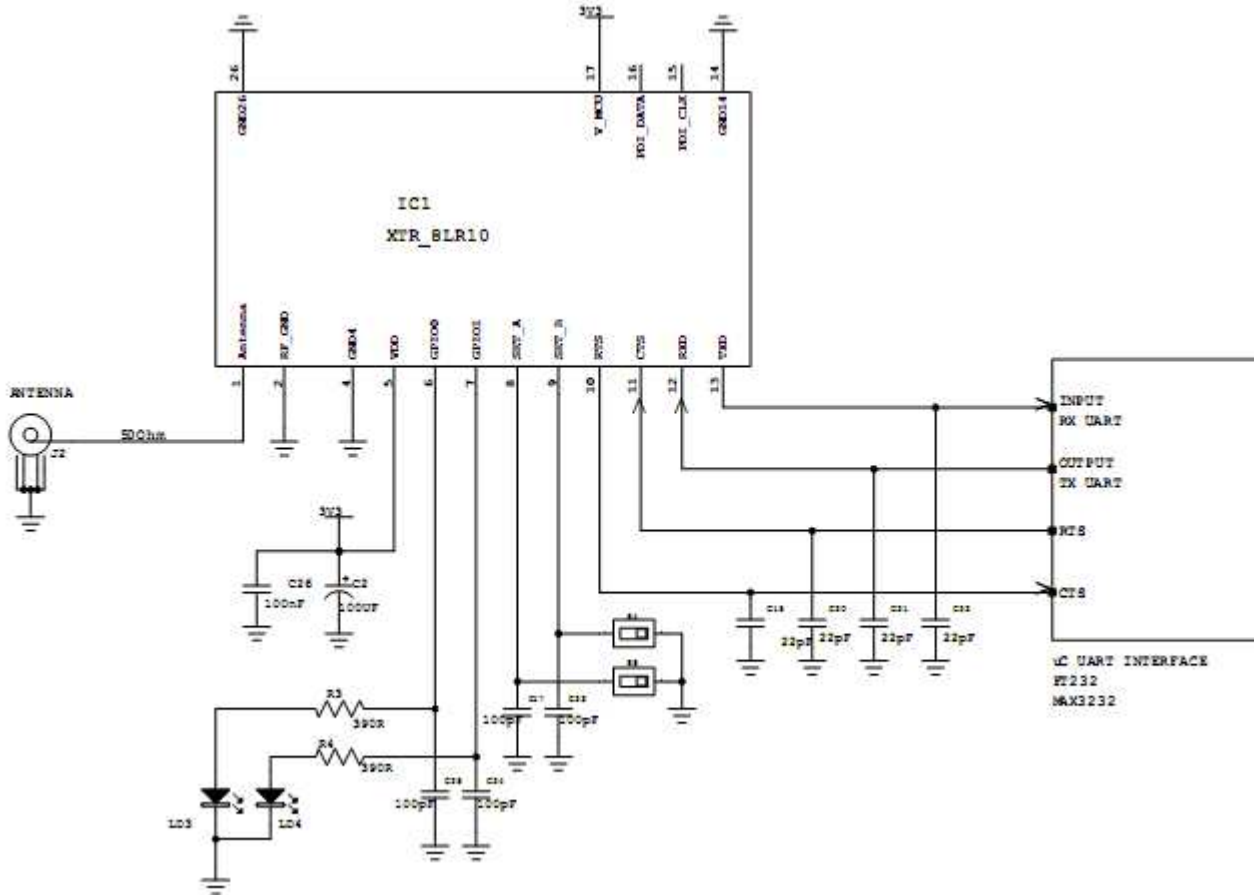 3V3
26
17
16
15
14
GND26
V_MCU
PDI_DATA
PDI_CLK
GND14
IC1
XTR_8LR10
Antenna
RF_GND
GND4
VDD
GPIO0
GPIO1
SET_A
SET_B
RTS
CTS
RXD
TXD
1
2
4
5
6
7
8
9
10
11
12
13
ANTENNA
50Ohm
J2
INPUT
RX UART
OUTPUT
TX UART
RTS
CTS
3V3
C26
100nF
C2
100UF
22pF
22pF
22pF
uC UART INTERFACE
FT232
MAX3232
100pF
100pF
R3
390R
R4
390R
100pF
100pF
LD3
LD4